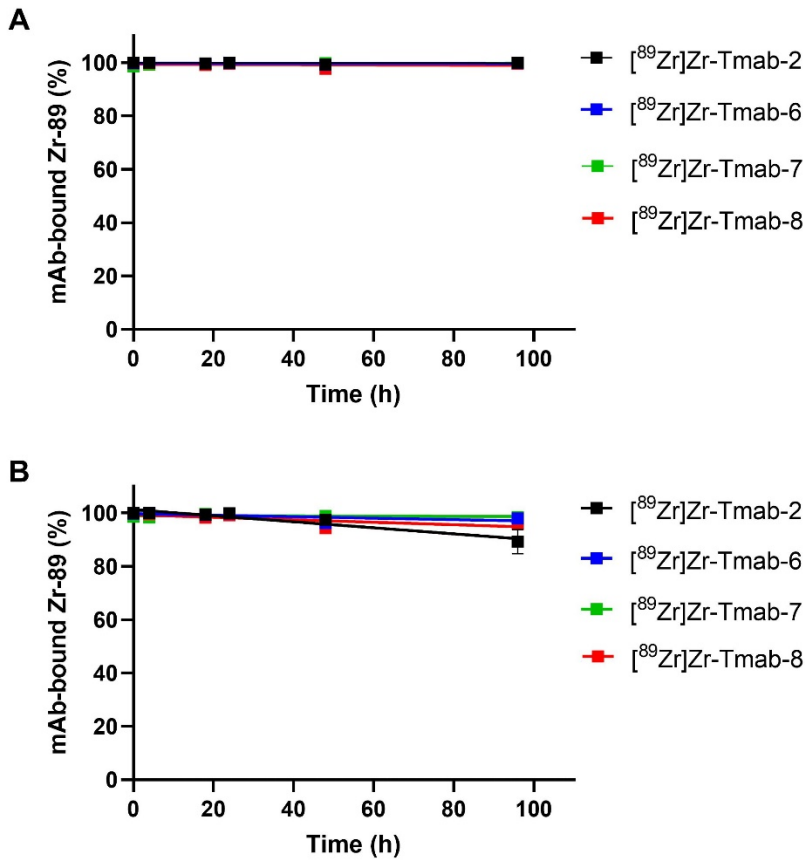 A
mAb-bound Zr-89 (%)
100
80
60
40
20
0
0 20 40 60 80 100
Time (h)
[⁸⁹Zr]Zr-Tmab-2
[⁸⁹Zr]Zr-Tmab-6
[⁸⁹Zr]Zr-Tmab-7
[⁸⁹Zr]Zr-Tmab-8
B
mAb-bound Zr-89 (%)
100
80
60
40
20
0
0 20 40 60 80 100
Time (h)
[⁸⁹Zr]Zr-Tmab-2
[⁸⁹Zr]Zr-Tmab-6
[⁸⁹Zr]Zr-Tmab-7
[⁸⁹Zr]Zr-Tmab-8